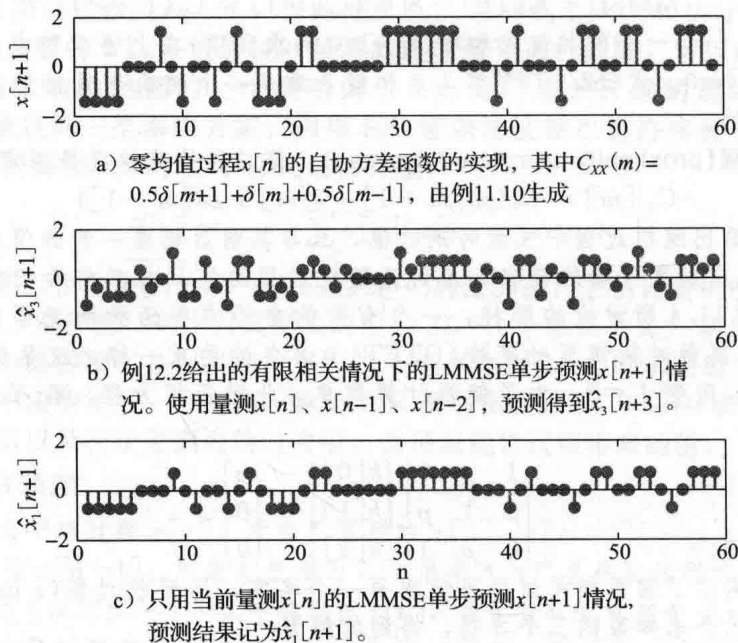 2
x[n+1]
0
−2
0 10 20 30 40 50 60
a）零均值过程x[n]的自协方差函数的实现，其中C_XX(m)=
0.5δ[m+1]+δ[m]+0.5δ[m−1]，由例11.10生成
2
x̂₃[n+1]
0
−2
0 10 20 30 40 50 60
b）例12.2给出的有限相关情况下的LMMSE单步预测x[n+1]情
况。使用量测x[n]、x[n−1]、x[n−2]，预测得到x̂₃[n+3]。
2
x̂₁[n+1]
0
−2
0 10 20 30 40 50 60
n
c）只用当前量测x[n]的LMMSE单步预测x[n+1]情况，
预测结果记为x̂₁[n+1]。